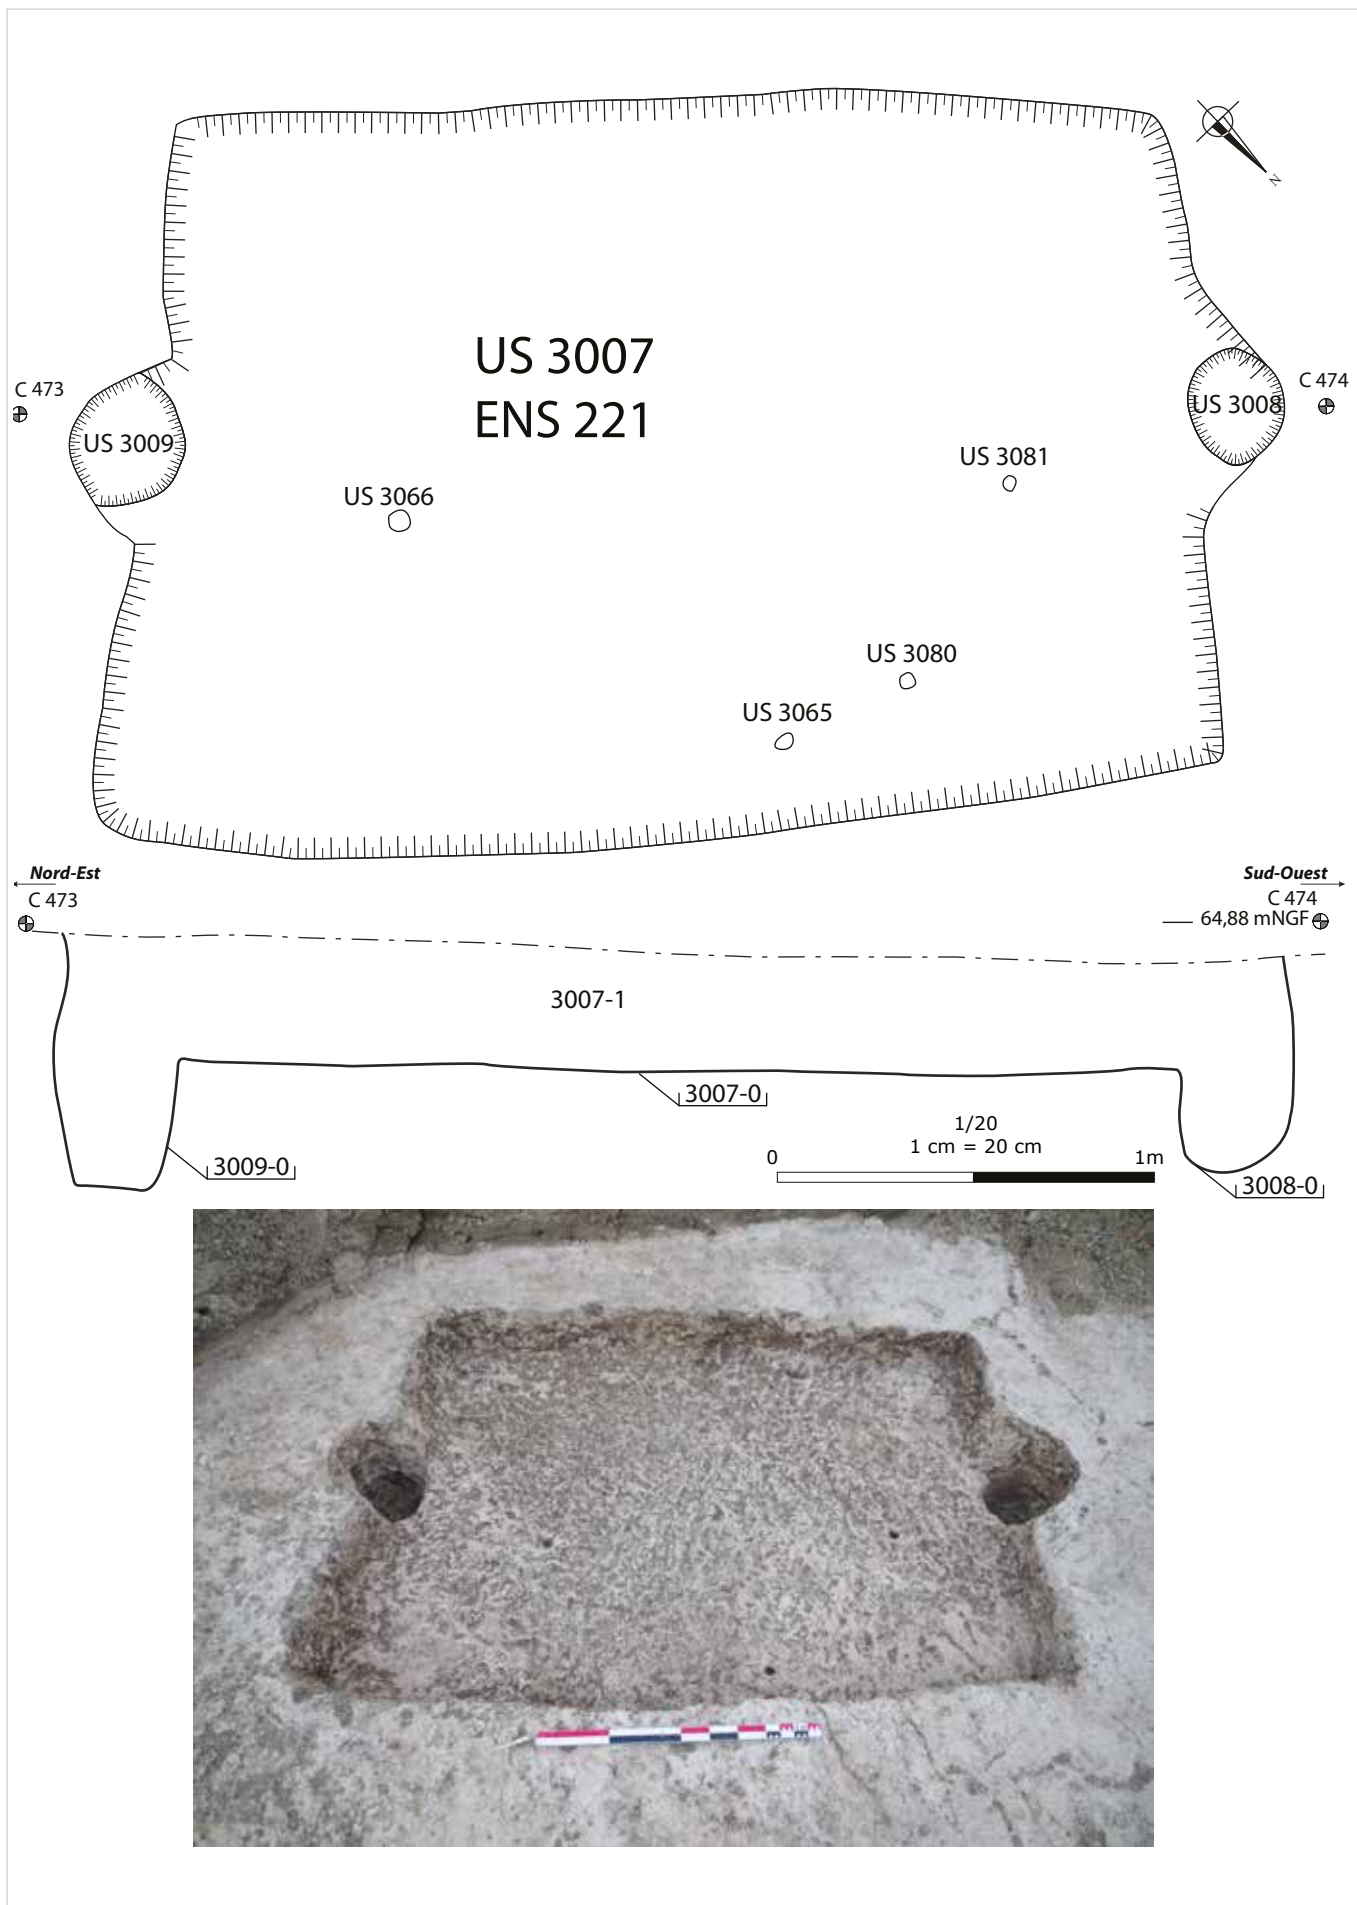 N
US 3007
ENS 221
C 473
C 474
US 3009
US 3008
US 3081
US 3066
US 3080
US 3065
Nord-Est
Sud-Ouest
C 473
C 474
64,88 mNGF
3007-1
3007-0
1/20
1 cm = 20 cm
0
1m
3009-0
3008-0